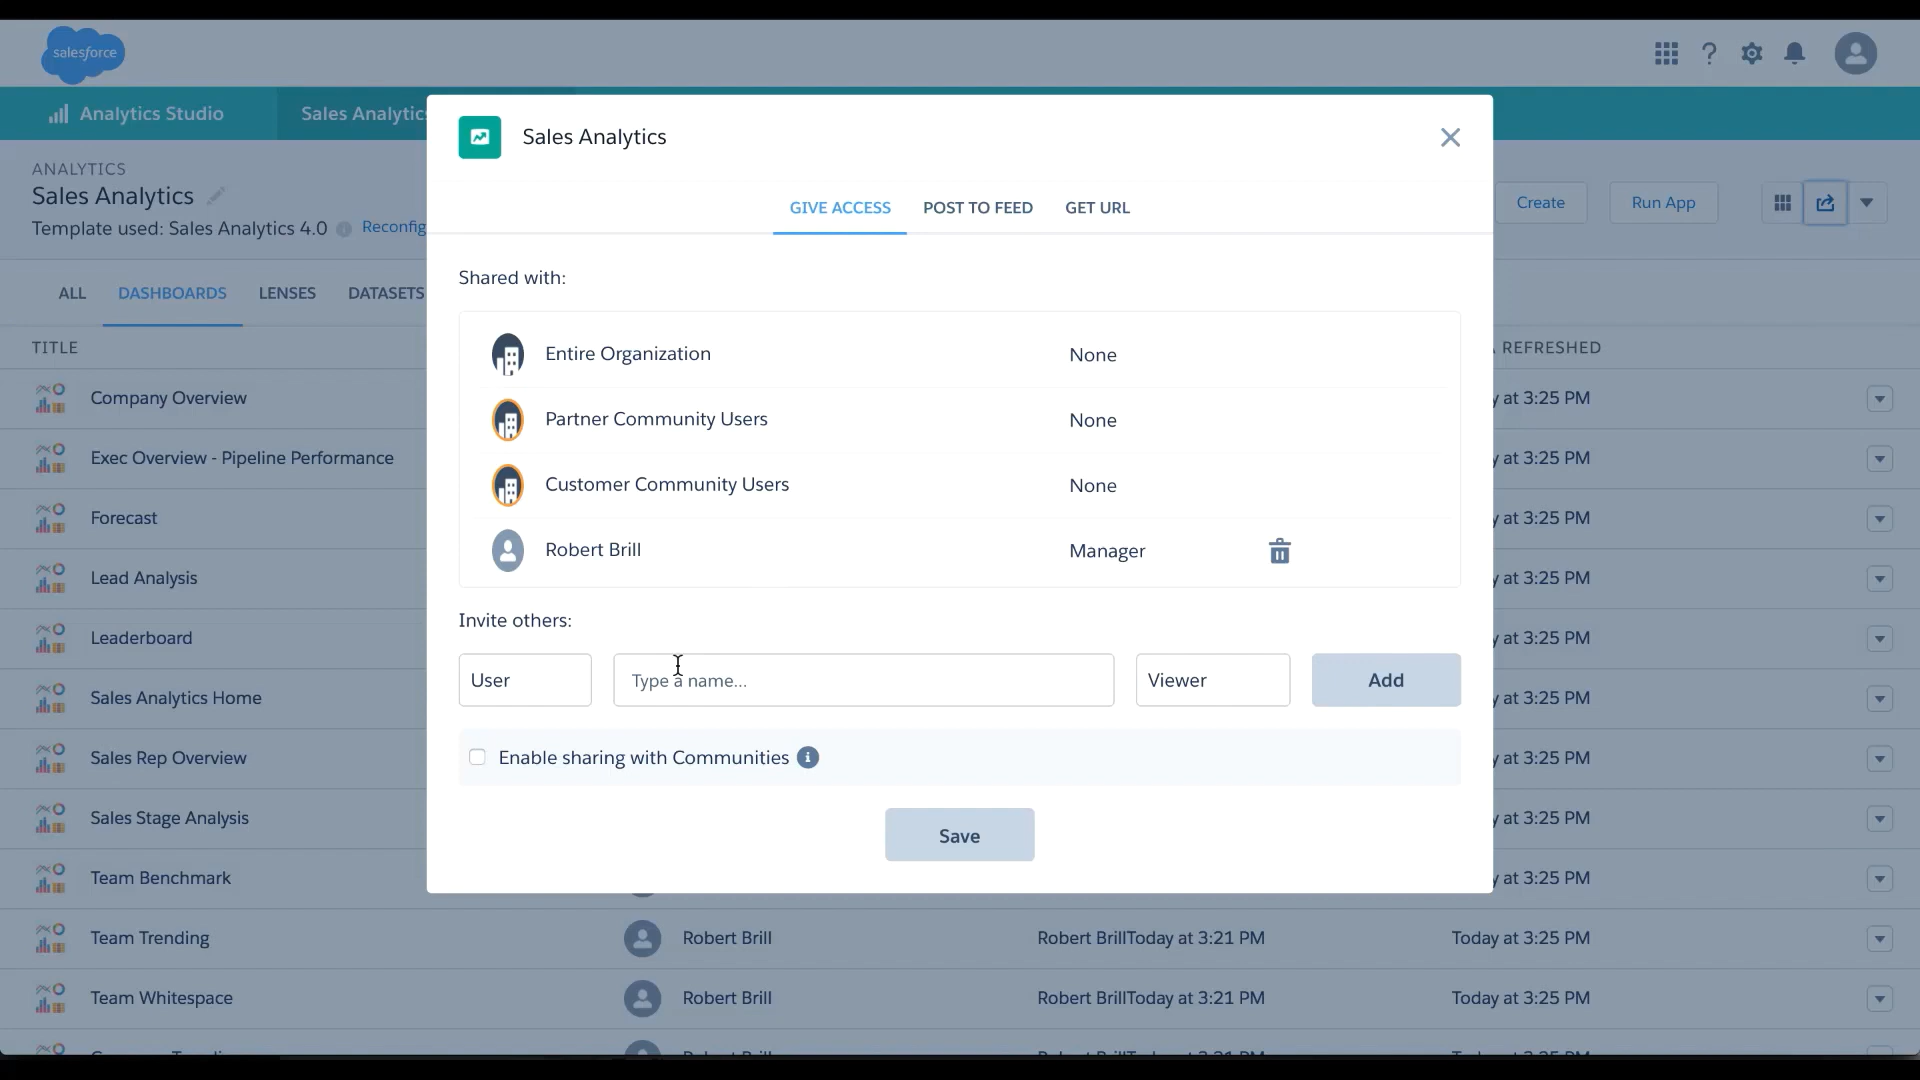 salesforce
Analytics Studio
Sales Analytics
ANALYTICS
Sales Analytics
Template used: Sales Analytics 4.0
Create
Run App
ALL
DASHBOARDS
LENSES
DATASETS
TITLE
REFRESHED
Company Overview
at 3:25 PM
Exec Overview - Pipeline Performance
at 3:25 PM
Forecast
at 3:25 PM
Lead Analysis
at 3:25 PM
Leaderboard
at 3:25 PM
Sales Analytics Home
at 3:25 PM
Sales Rep Overview
at 3:25 PM
Sales Stage Analysis
at 3:25 PM
Team Benchmark
at 3:25 PM
Team Trending
Robert Brill
Robert BrillToday at 3:21 PM
Today at 3:25 PM
Team Whitespace
Robert Brill
Robert BrillToday at 3:21 PM
Today at 3:25 PM
Sales Analytics
GIVE ACCESS
POST TO FEED
GET URL
Shared with:
Entire Organization
None
Partner Community Users
None
Customer Community Users
None
Robert Brill
Manager
Invite others:
User
Type a name...
Viewer
Add
Enable sharing with Communities
Save